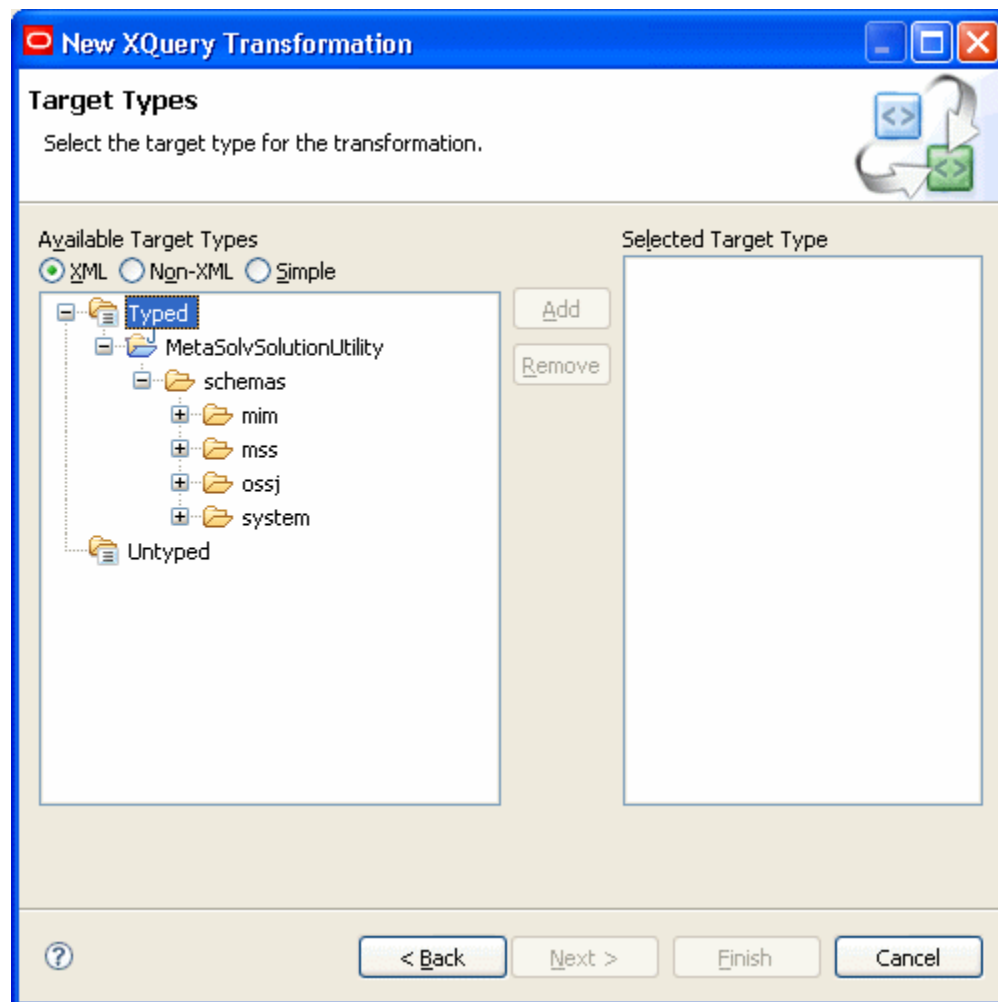 New XQuery Transformation
Target Types
Select the target type for the transformation.
Available Target Types
XML Non-XML Simple
Typed
MetaSolvSolutionUtility
schemas
mim
mss
ossj
system
Untyped
Add
Remove
Selected Target Type
? < Back Next > Finish Cancel